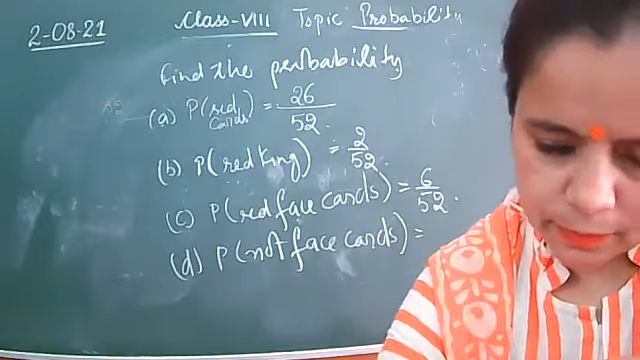 2-08-21 Class-VIII Topic Probability
Find the probability
(a) P(red cards) = 26/52.
(b) P(red king) = 2/52.
(c) P(red face cards) = 6/52.
(d) P(not face cards) =